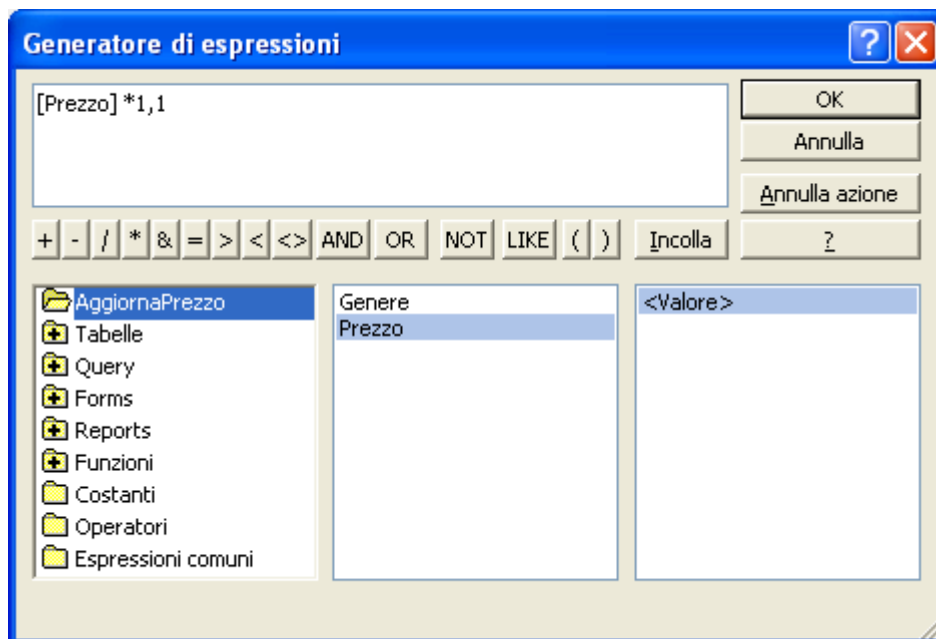 Generatore di espressioni
?
[Prezzo] *1,1
OK
Annulla
Annulla azione
+ - / * & = > < <> AND OR NOT LIKE ( ) Incolla ?
AggiornaPrezzo
Tabelle
Query
Forms
Reports
Funzioni
Costanti
Operatori
Espressioni comuni
Genere
Prezzo
<Valore>